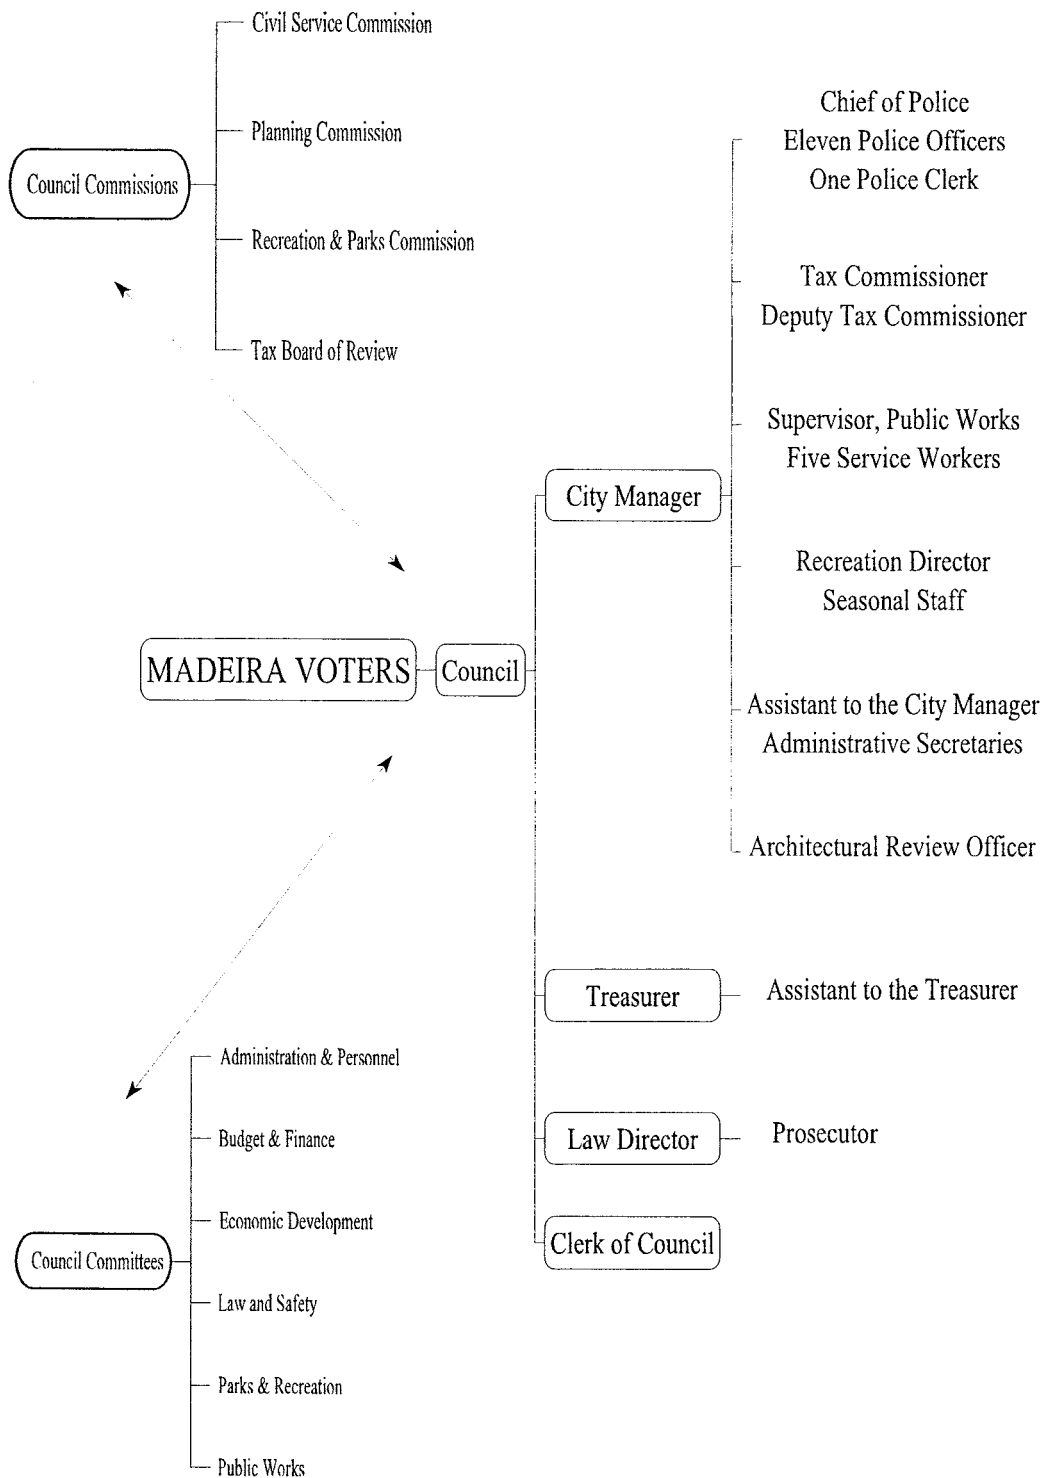 Civil Service Commission
Planning Commission
Council Commissions
Recreation & Parks Commission
Tax Board of Review
Chief of Police
Eleven Police Officers
One Police Clerk
Tax Commissioner
Deputy Tax Commissioner
Supervisor, Public Works
Five Service Workers
City Manager
Recreation Director
Seasonal Staff
MADEIRA VOTERS
Council
Assistant to the City Manager
Administrative Secretaries
Architectural Review Officer
Treasurer
Assistant to the Treasurer
Law Director
Prosecutor
Clerk of Council
Administration & Personnel
Budget & Finance
Economic Development
Council Committees
Law and Safety
Parks & Recreation
Public Works